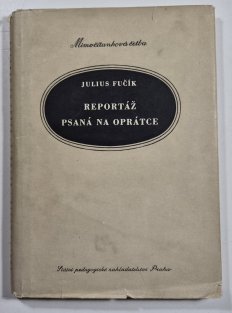 Mimočítanková četba
JULIUS FUČÍK
REPORTÁŽ
PSANÁ NA OPRÁTCE
Státní pedagogické nakladatelství Praha